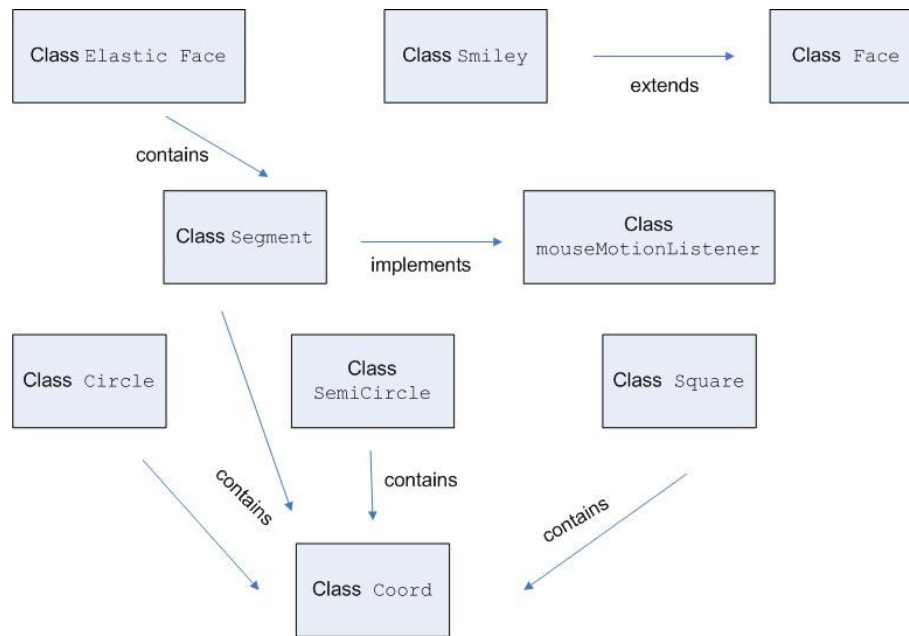 Class Elastic Face
Class Smiley
Class Face
extends
contains
Class Segment
Class
mouseMotionListener
implements
Class Circle
Class
SemiCircle
Class Square
contains
contains
contains
Class Coord